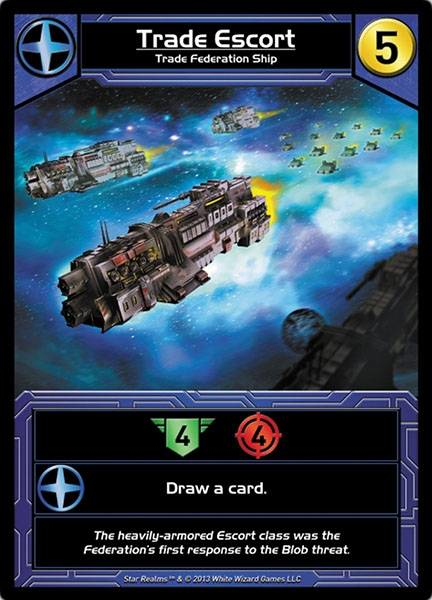 Trade Escort
Trade Federation Ship
5
4 4
Draw a card.
The heavily-armored Escort class was the
Federation's first response to the Blob threat.
Star Realms™ & © 2013 White Wizard Games LLC